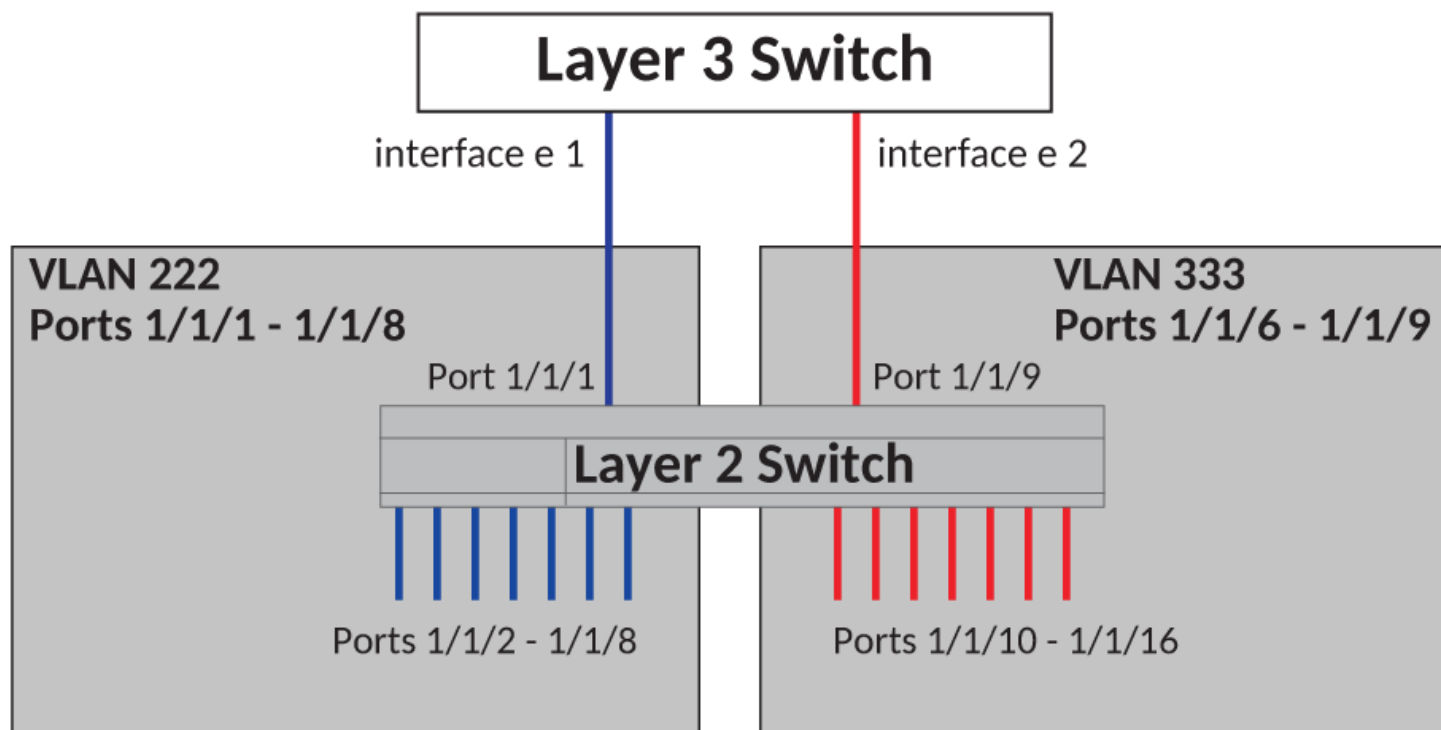 Layer 3 Switch
interface e 1
interface e 2
VLAN 222
Ports 1/1/1 - 1/1/8
VLAN 333
Ports 1/1/6 - 1/1/9
Port 1/1/1
Port 1/1/9
Layer 2 Switch
Ports 1/1/2 - 1/1/8
Ports 1/1/10 - 1/1/16